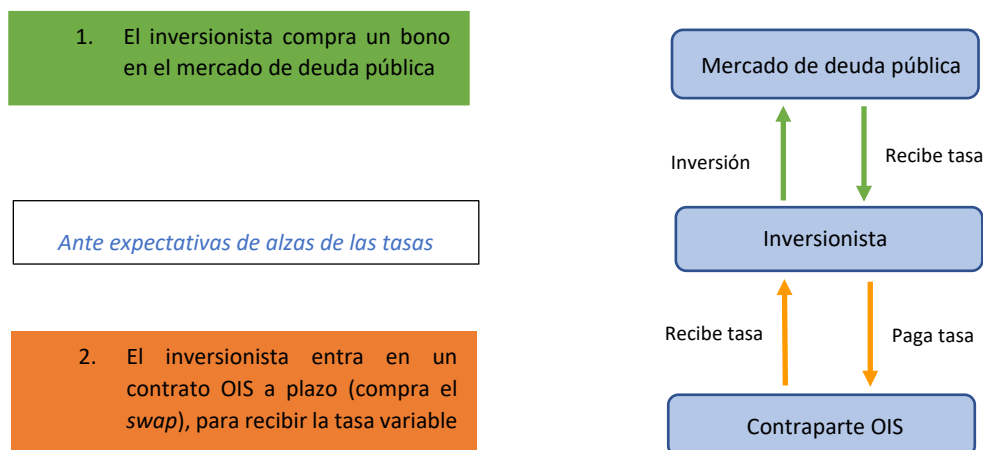 1. El inversionista compra un bono
en el mercado de deuda pública
Mercado de deuda pública
Inversión
Recibe tasa
Ante expectativas de alzas de las tasas
Inversionista
Recibe tasa
Paga tasa
2. El inversionista entra en un
contrato OIS a plazo (compra el
swap), para recibir la tasa variable
Contraparte OIS